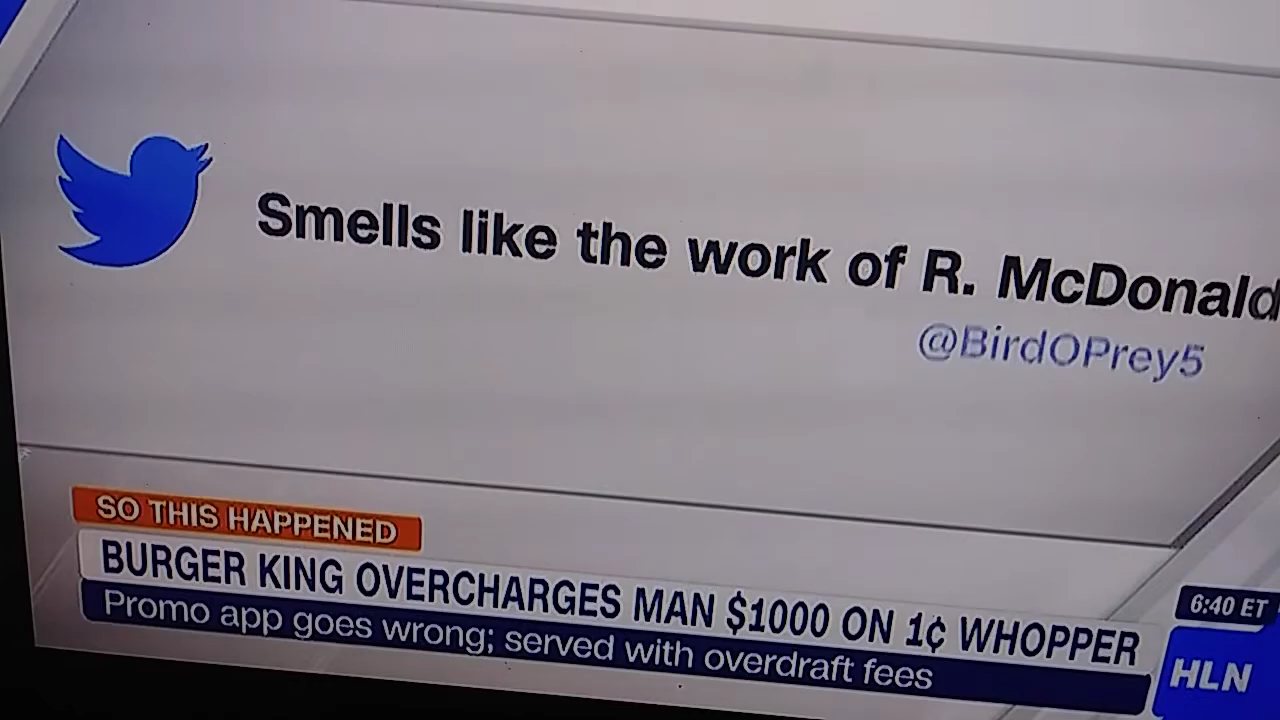 Smells like the work of R. McDonald
@BirdOPrey5
SO THIS HAPPENED
BURGER KING OVERCHARGES MAN $1000 ON 1¢ WHOPPER
Promo app goes wrong; served with overdraft fees
6:40 ET
HLN